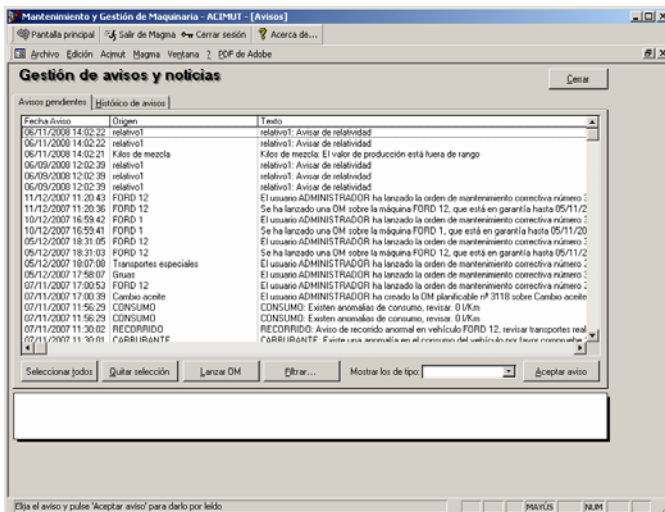 Mantenimiento y Gestión de Maquinaria - ACIMUT - [Avisos]
Pantalla principal Salir de Magma Cerrar sesión Acerca de...
Archivo Edición Acimut Magma Ventana ? PDF de Adobe
Gestión de avisos y noticias
Cerrar
Avisos pendientes Histórico de avisos
Fecha Aviso Origen Texto
06/11/2008 14:02:22 relativo1 relativo1: Avisar de relatividad
06/11/2008 14:02:22 relativo1 relativo1: Avisar de relatividad
06/11/2008 14:02:21 Kilos de mezcla Kilos de mezcla: El valor de producción está fuera de rango
06/09/2008 12:02:39 relativo1 relativo1: Avisar de relatividad
06/09/2008 12:02:39 relativo1 relativo1: Avisar de relatividad
06/09/2008 12:02:39 relativo1 relativo1: Avisar de relatividad
11/12/2007 11:20:43 FORD 12 El usuario ADMINISTRADOR ha lanzado la orden de mantenimiento correctiva número 3
11/12/2007 11:20:36 FORD 12 Se ha lanzado una OM sobre la máquina FORD 12, que está en garantía hasta 05/11/2
10/12/2007 16:59:42 FORD 1 El usuario ADMINISTRADOR ha lanzado la orden de mantenimiento correctiva número 3
10/12/2007 16:59:41 FORD 1 Se ha lanzado una OM sobre la máquina FORD 1, que está en garantía hasta 05/11/20
05/12/2007 18:31:05 FORD 12 El usuario ADMINISTRADOR ha lanzado la orden de mantenimiento correctiva número 3
05/12/2007 18:31:03 FORD 12 Se ha lanzado una OM sobre la máquina FORD 12, que está en garantía hasta 05/11/2
05/12/2007 18:07:08 Transportes especiales El usuario ADMINISTRADOR ha lanzado la orden de mantenimiento correctiva número 3
05/12/2007 17:58:07 Gruas El usuario ADMINISTRADOR ha lanzado la orden de mantenimiento correctiva número 3
07/11/2007 17:00:53 FORD 12 El usuario ADMINISTRADOR ha lanzado la orden de mantenimiento correctiva número 3
07/11/2007 17:00:39 Cambio aceite El usuario ADMINISTRADOR ha creado la OM planificable nº 3118 sobre Cambio aceite
07/11/2007 11:56:29 CONSUMO CONSUMO: Existen anomalías de consumo, revisar. 0 l/Km
07/11/2007 11:56:29 CONSUMO CONSUMO: Existen anomalías de consumo, revisar. 0 l/Km
07/11/2007 11:30:02 RECORRIDO RECORRIDO: Aviso de recorrido anormal en vehículo FORD 12, revisar transportes real
07/11/2007 11:30:01 CARBURANTE CARBURANTE: Existe una anomalía en el consumo del vehículo por favor compruebe
Seleccionar todos Quitar selección Lanzar OM Filtrar... Mostrar los de tipo: Aceptar aviso
Elija el aviso y pulse 'Aceptar aviso' para darlo por leído MAYÚS NUM